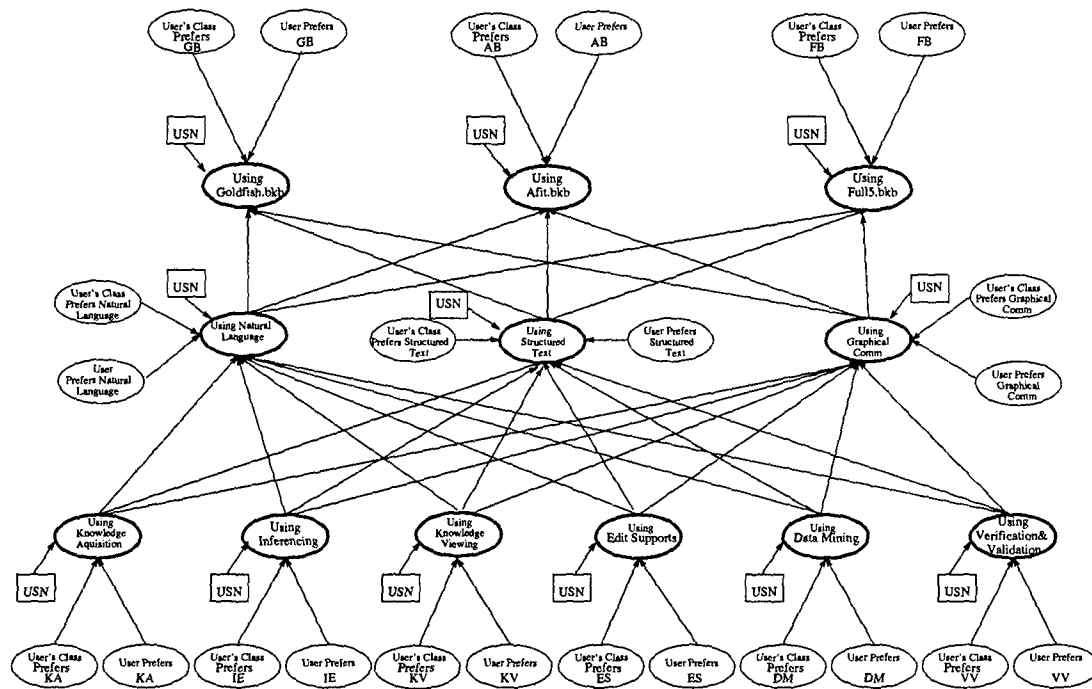 User's Class
Prefers
GB
User Prefers
GB
User's Class
Prefers
AB
User Prefers
AB
User's Class
Prefers
FB
User Prefers
FB
USN
USN
USN
Using
Goldfish.bkb
Using
Afit.bkb
Using
Full5.bkb
User's Class
Prefers Natural
Language
USN
Using Natural
Language
User
Prefers Natural
Language
USN
User's Class
Prefers Structured
Text
Using
Structured
Text
User Prefers
Structured
Text
USN
Using
Graphical
Comm
User's Class
Prefers Graphical
Comm
User Prefers
Graphical
Comm
Using
Knowledge
Aquisition
Using
Inferencing
Using
Knowledge
Viewing
Using
Edit Supports
Using
Data Mining
Using
Verification&
Validation
USN
USN
USN
USN
USN
USN
User's Class
Prefers
KA
User Prefers
KA
User's Class
Prefers
IE
User Prefers
IE
User's Class
Prefers
KV
User Prefers
KV
User's Class
Prefers
ES
User Prefers
ES
User's Class
Prefers
DM
User Prefers
DM
User's Class
Prefers
VV
User Prefers
VV